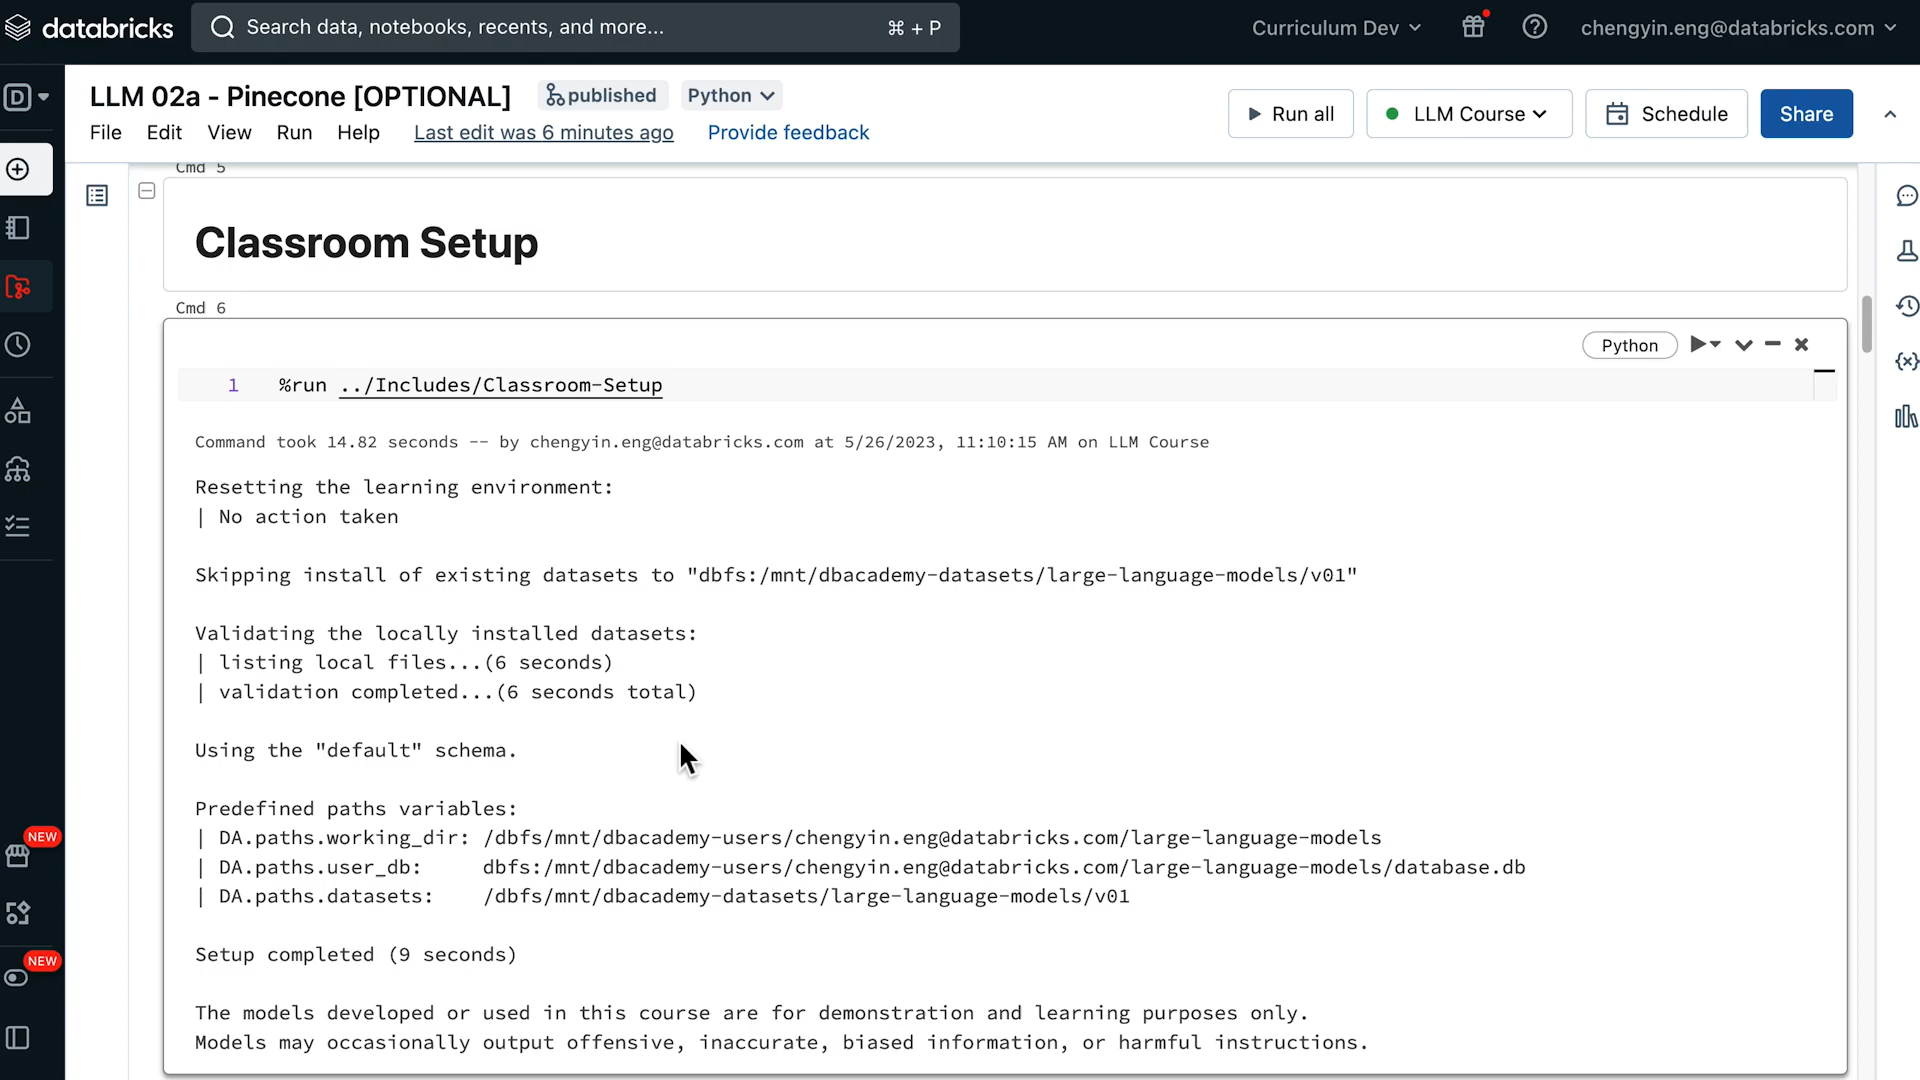 databricks
Search data, notebooks, recents, and more...
⌘ + P
Curriculum Dev
chengyin.eng@databricks.com
D
LLM 02a - Pinecone [OPTIONAL]
published
Python
File Edit View Run Help Last edit was 6 minutes ago Provide feedback
Run all
LLM Course
Schedule
Share
Cmd 5
Classroom Setup
Cmd 6
Python
1 %run ../Includes/Classroom-Setup
Command took 14.82 seconds -- by chengyin.eng@databricks.com at 5/26/2023, 11:10:15 AM on LLM Course
Resetting the learning environment:
| No action taken
Skipping install of existing datasets to "dbfs:/mnt/dbacademy-datasets/large-language-models/v01"
Validating the locally installed datasets:
| listing local files...(6 seconds)
| validation completed...(6 seconds total)
Using the "default" schema.
Predefined paths variables:
| DA.paths.working_dir: /dbfs/mnt/dbacademy-users/chengyin.eng@databricks.com/large-language-models
| DA.paths.user_db: dbfs:/mnt/dbacademy-users/chengyin.eng@databricks.com/large-language-models/database.db
| DA.paths.datasets: /dbfs/mnt/dbacademy-datasets/large-language-models/v01
Setup completed (9 seconds)
The models developed or used in this course are for demonstration and learning purposes only.
Models may occasionally output offensive, inaccurate, biased information, or harmful instructions.
NEW
NEW